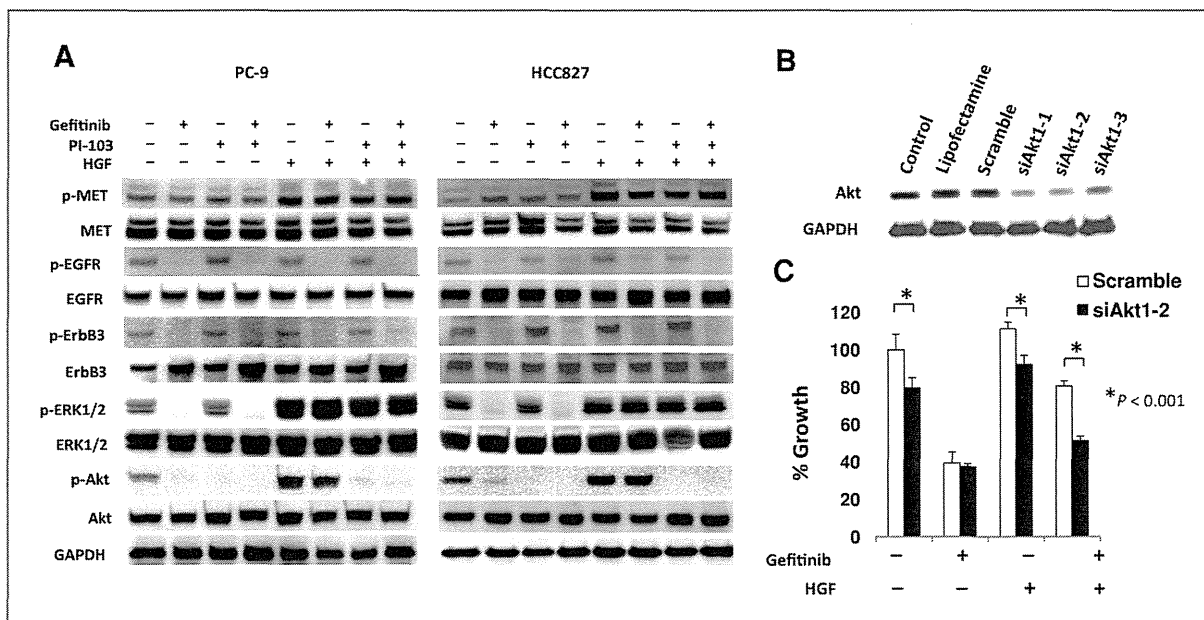 A
PC-9
HCC827
Gefitinib – + – + – + – + – + – + – + – +
PI-103 – – + + – – + + – – + + – – + +
HGF – – – – + + + + – – – – + + + +
p-MET
MET
p-EGFR
EGFR
p-ErbB3
ErbB3
p-ERK1/2
ERK1/2
p-Akt
Akt
GAPDH
B
Control
Lipofectamine
Scramble
siAkt1-1
siAkt1-2
siAkt1-3
Akt
GAPDH
C
Scramble
siAkt1-2
% Growth
120
100
80
60
40
20
0
* * *
*P < 0.001
Gefitinib – + – +
HGF – – + +